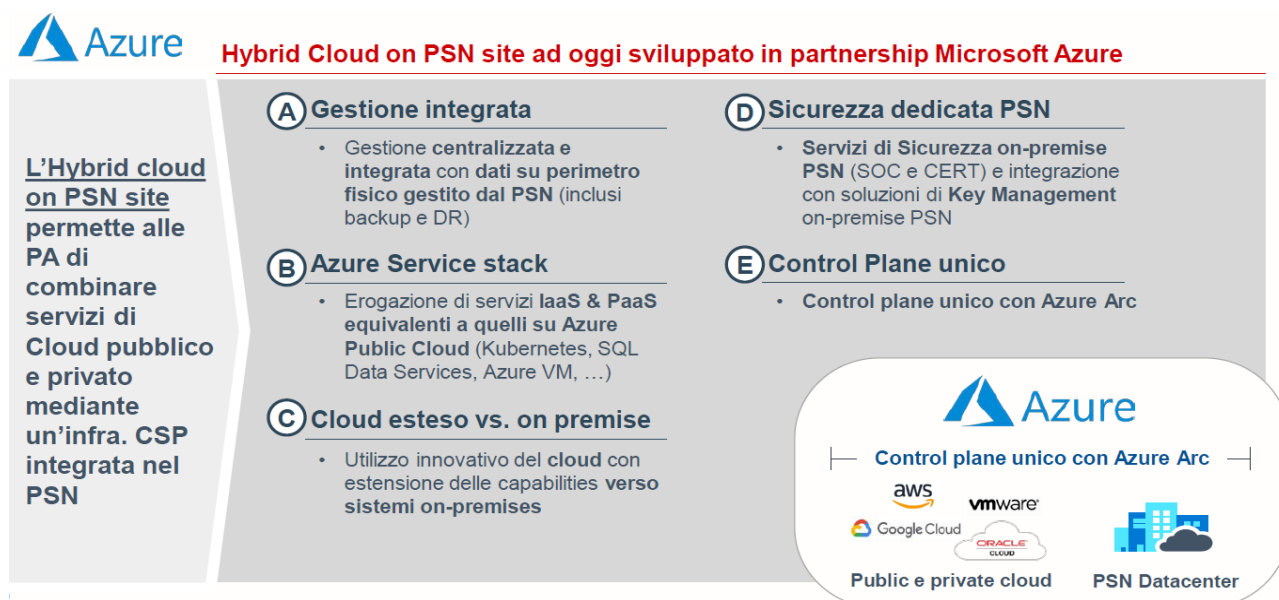 Azure
Hybrid Cloud on PSN site ad oggi sviluppato in partnership Microsoft Azure
L'Hybrid cloud
on PSN site
permette alle
PA di
combinare
servizi di
Cloud pubblico
e privato
mediante
un'infra. CSP
integrata nel
PSN
A Gestione integrata
• Gestione centralizzata e
integrata con dati su perimetro
fisico gestito dal PSN (inclusi
backup e DR)
B Azure Service stack
• Erogazione di servizi IaaS & PaaS
equivalenti a quelli su Azure
Public Cloud (Kubernetes, SQL
Data Services, Azure VM, …)
C Cloud esteso vs. on premise
• Utilizzo innovativo del cloud con
estensione delle capabilities verso
sistemi on-premises
D Sicurezza dedicata PSN
• Servizi di Sicurezza on-premise
PSN (SOC e CERT) e integrazione
con soluzioni di Key Management
on-premise PSN
E Control Plane unico
• Control plane unico con Azure Arc
Azure
Control plane unico con Azure Arc
aws
vmware®
Google Cloud
ORACLE
CLOUD
Public e private cloud
PSN Datacenter